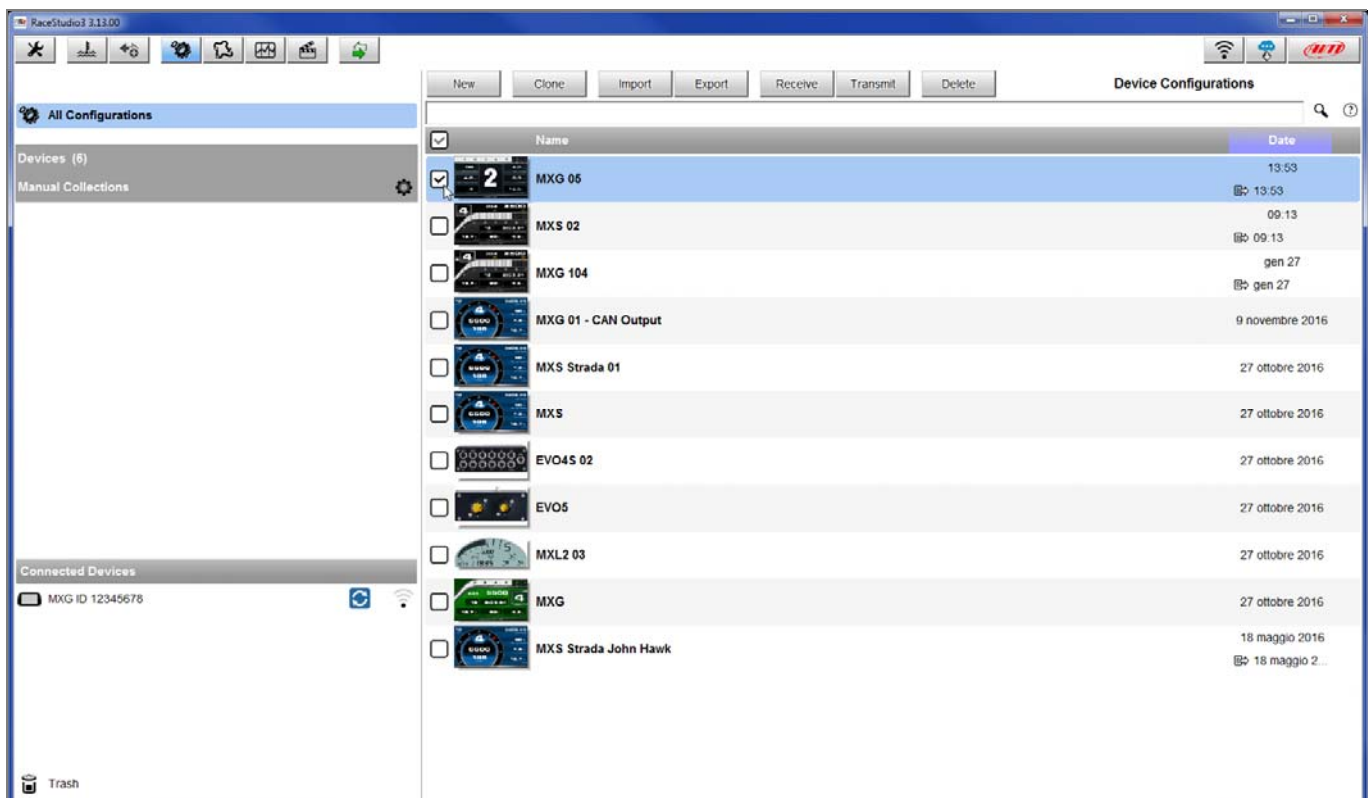 RaceStudio3 3.13.00
AIM
New Clone Import Export Receive Transmit Delete Device Configurations
All Configurations
Name Date
Devices (6)
Manual Collections
2 MXG 05 13:53
13:53
MXS 02 09:13
09:13
MXG 104 gen 27
gen 27
MXG 01 - CAN Output 9 novembre 2016
MXS Strada 01 27 ottobre 2016
MXS 27 ottobre 2016
EVO4S 02 27 ottobre 2016
EVO5 27 ottobre 2016
MXL2 03 27 ottobre 2016
Connected Devices
MXG ID 12345678
MXG 27 ottobre 2016
MXS Strada John Hawk 18 maggio 2016
18 maggio 2...
Trash